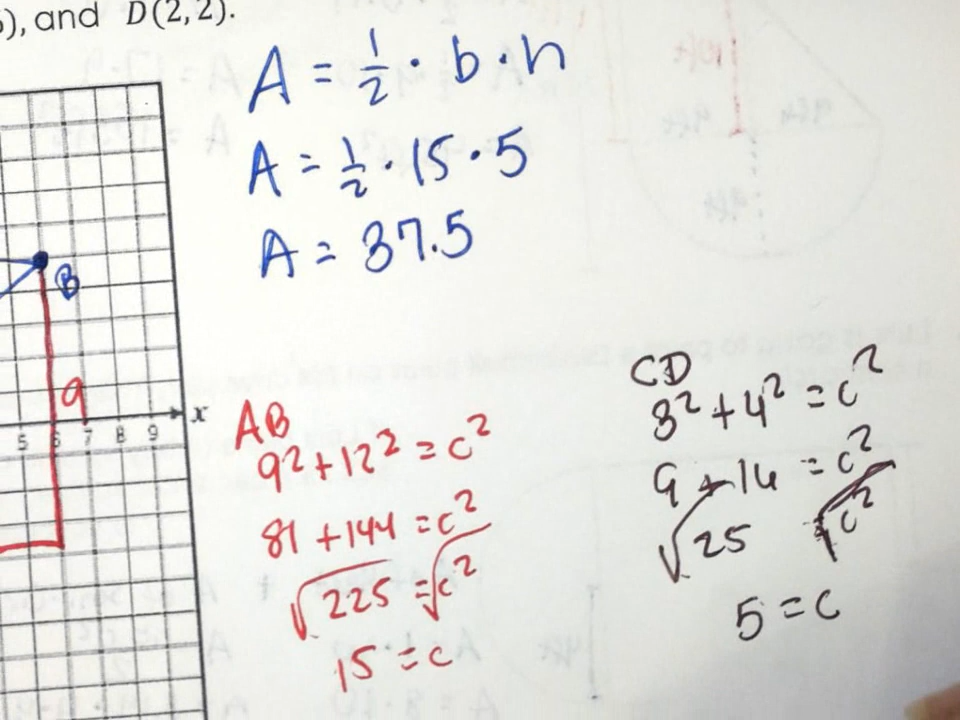 ), and D(2,2).
A = 1/2 · b · h
A = 1/2 · 15 · 5
A = 37.5
B
9
x
5 6 7 8 9
AB
9² + 12² = c²
81 + 144 = c²
√225 = √c²
15 = c
CD
3² + 4² = c²
9 + 16 = c²
√25 √c²
5 = c